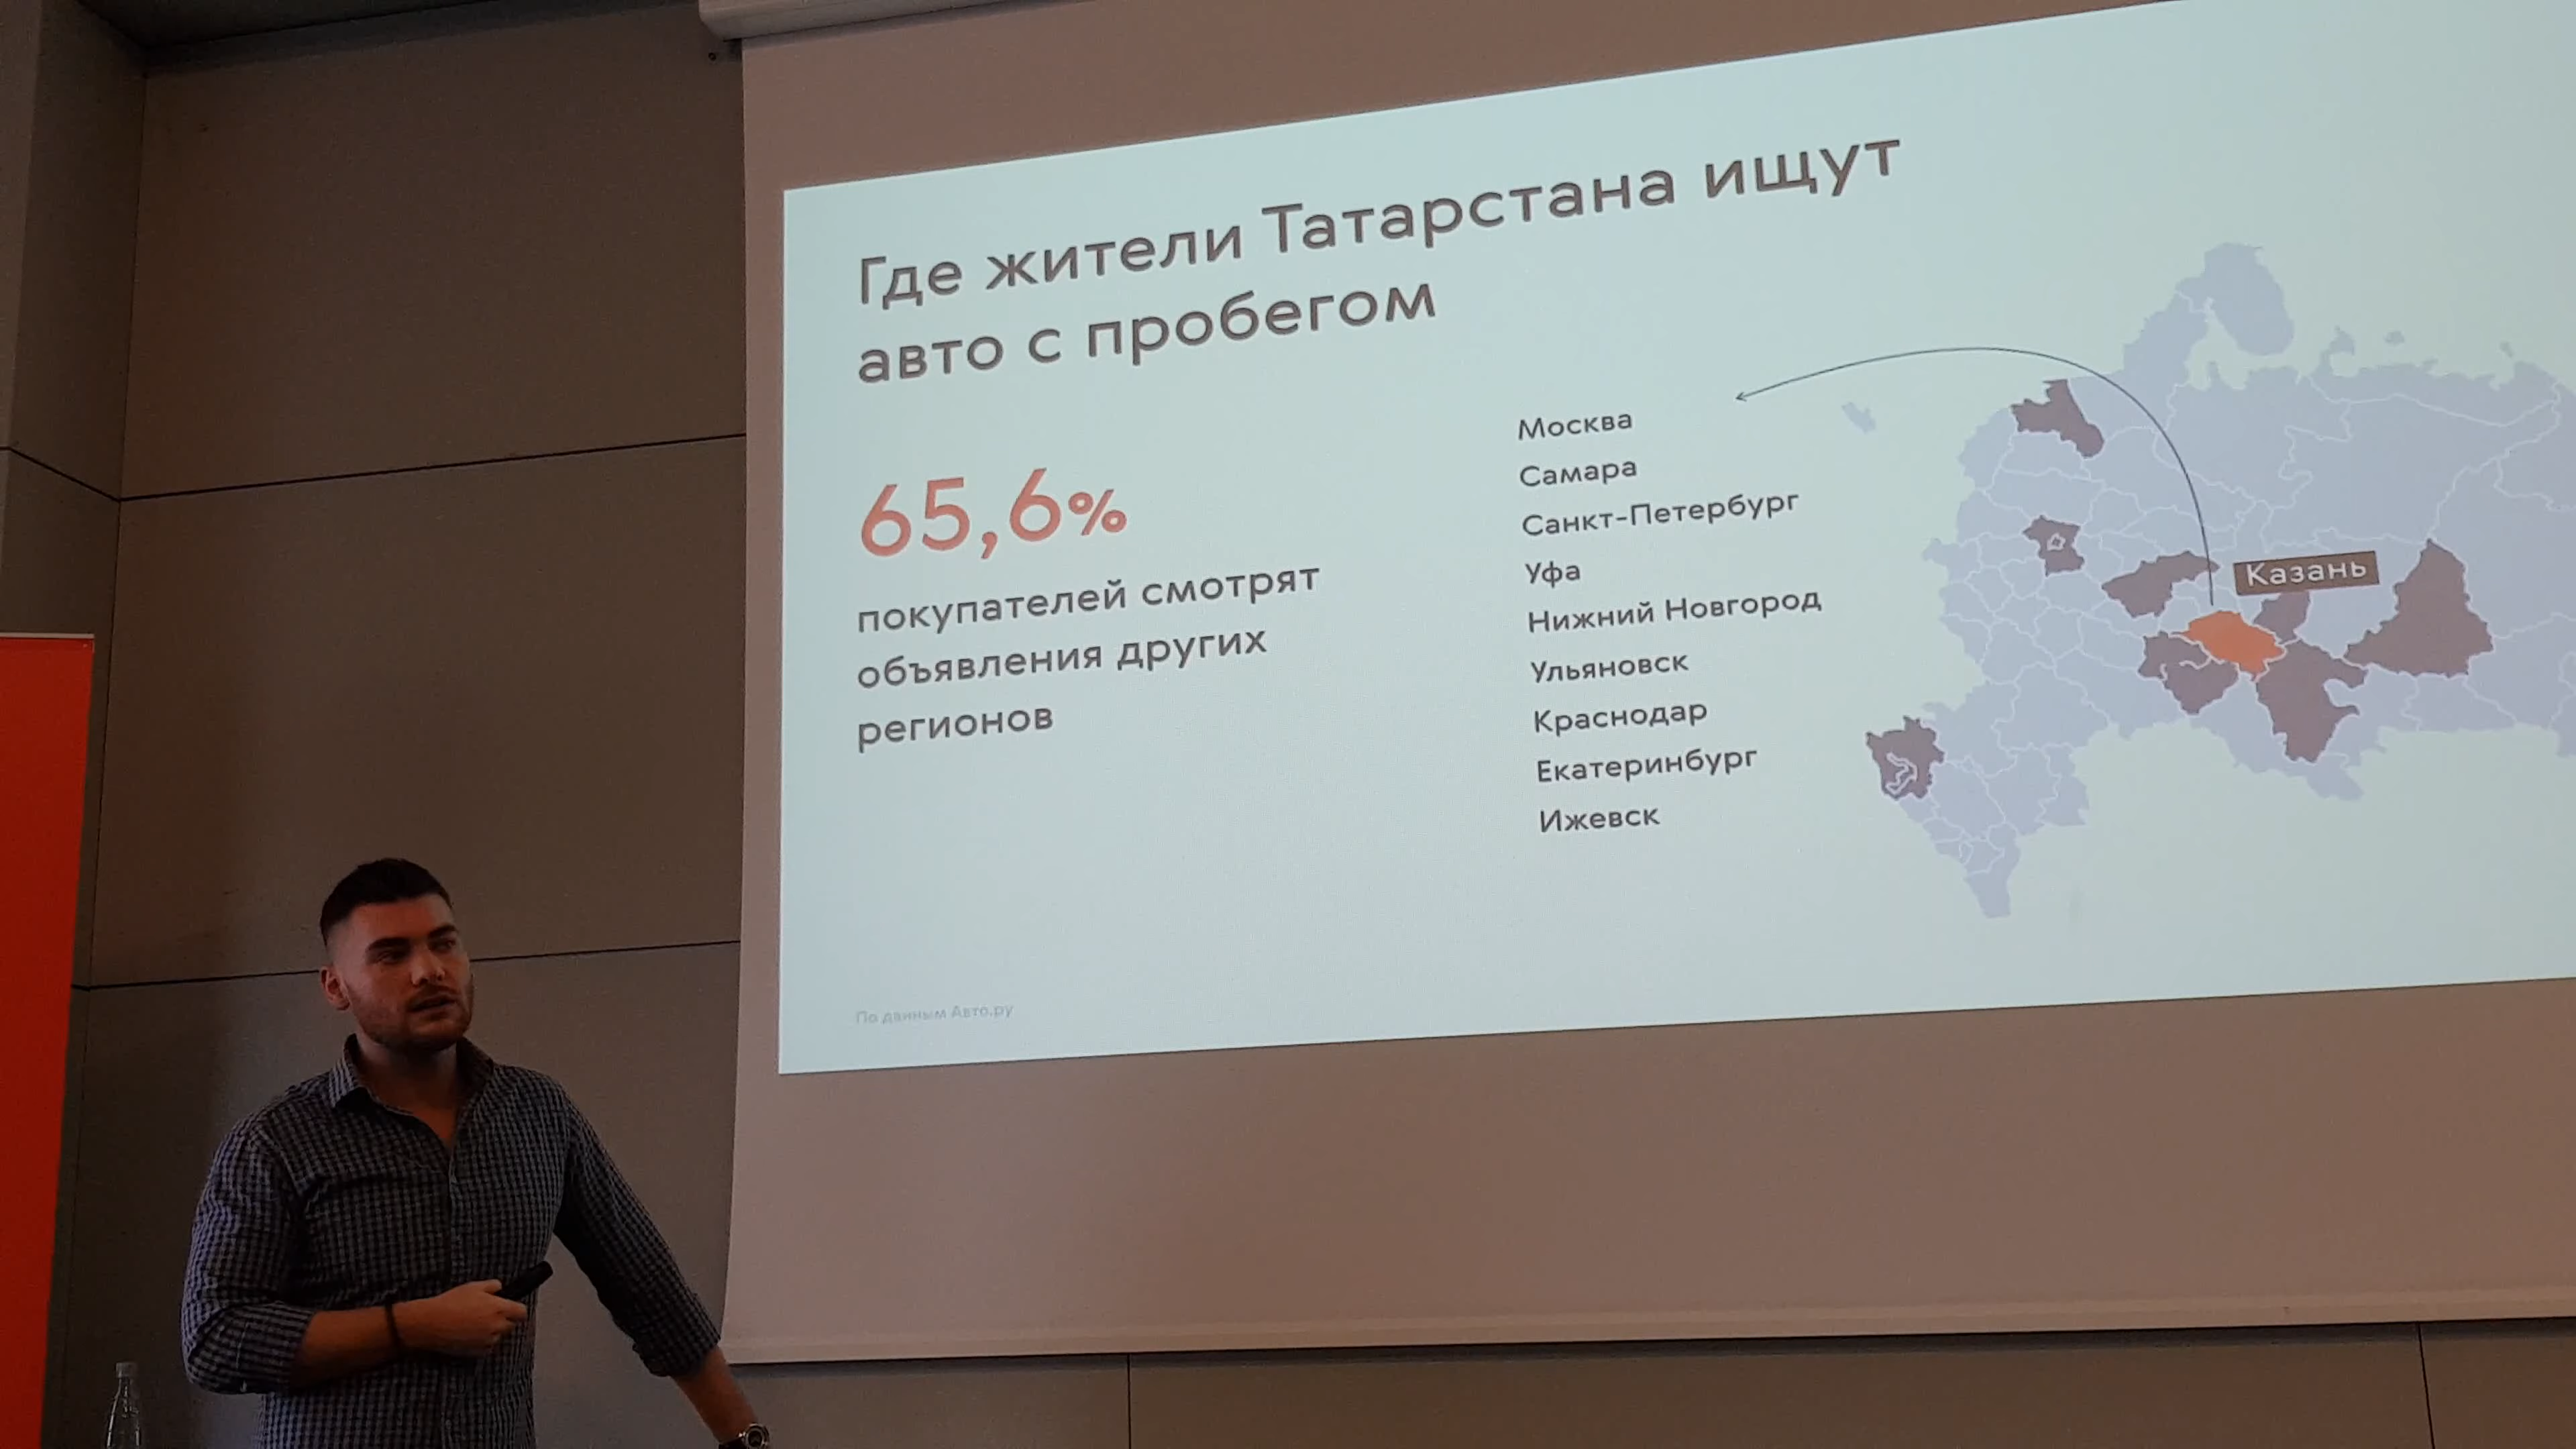 Где жители Татарстана ищут
авто с пробегом
65,6%
покупателей смотрят
объявления других
регионов
Москва
Самара
Санкт-Петербург
Уфа
Нижний Новгород
Ульяновск
Краснодар
Екатеринбург
Ижевск
Казань
По данным Авто.ру